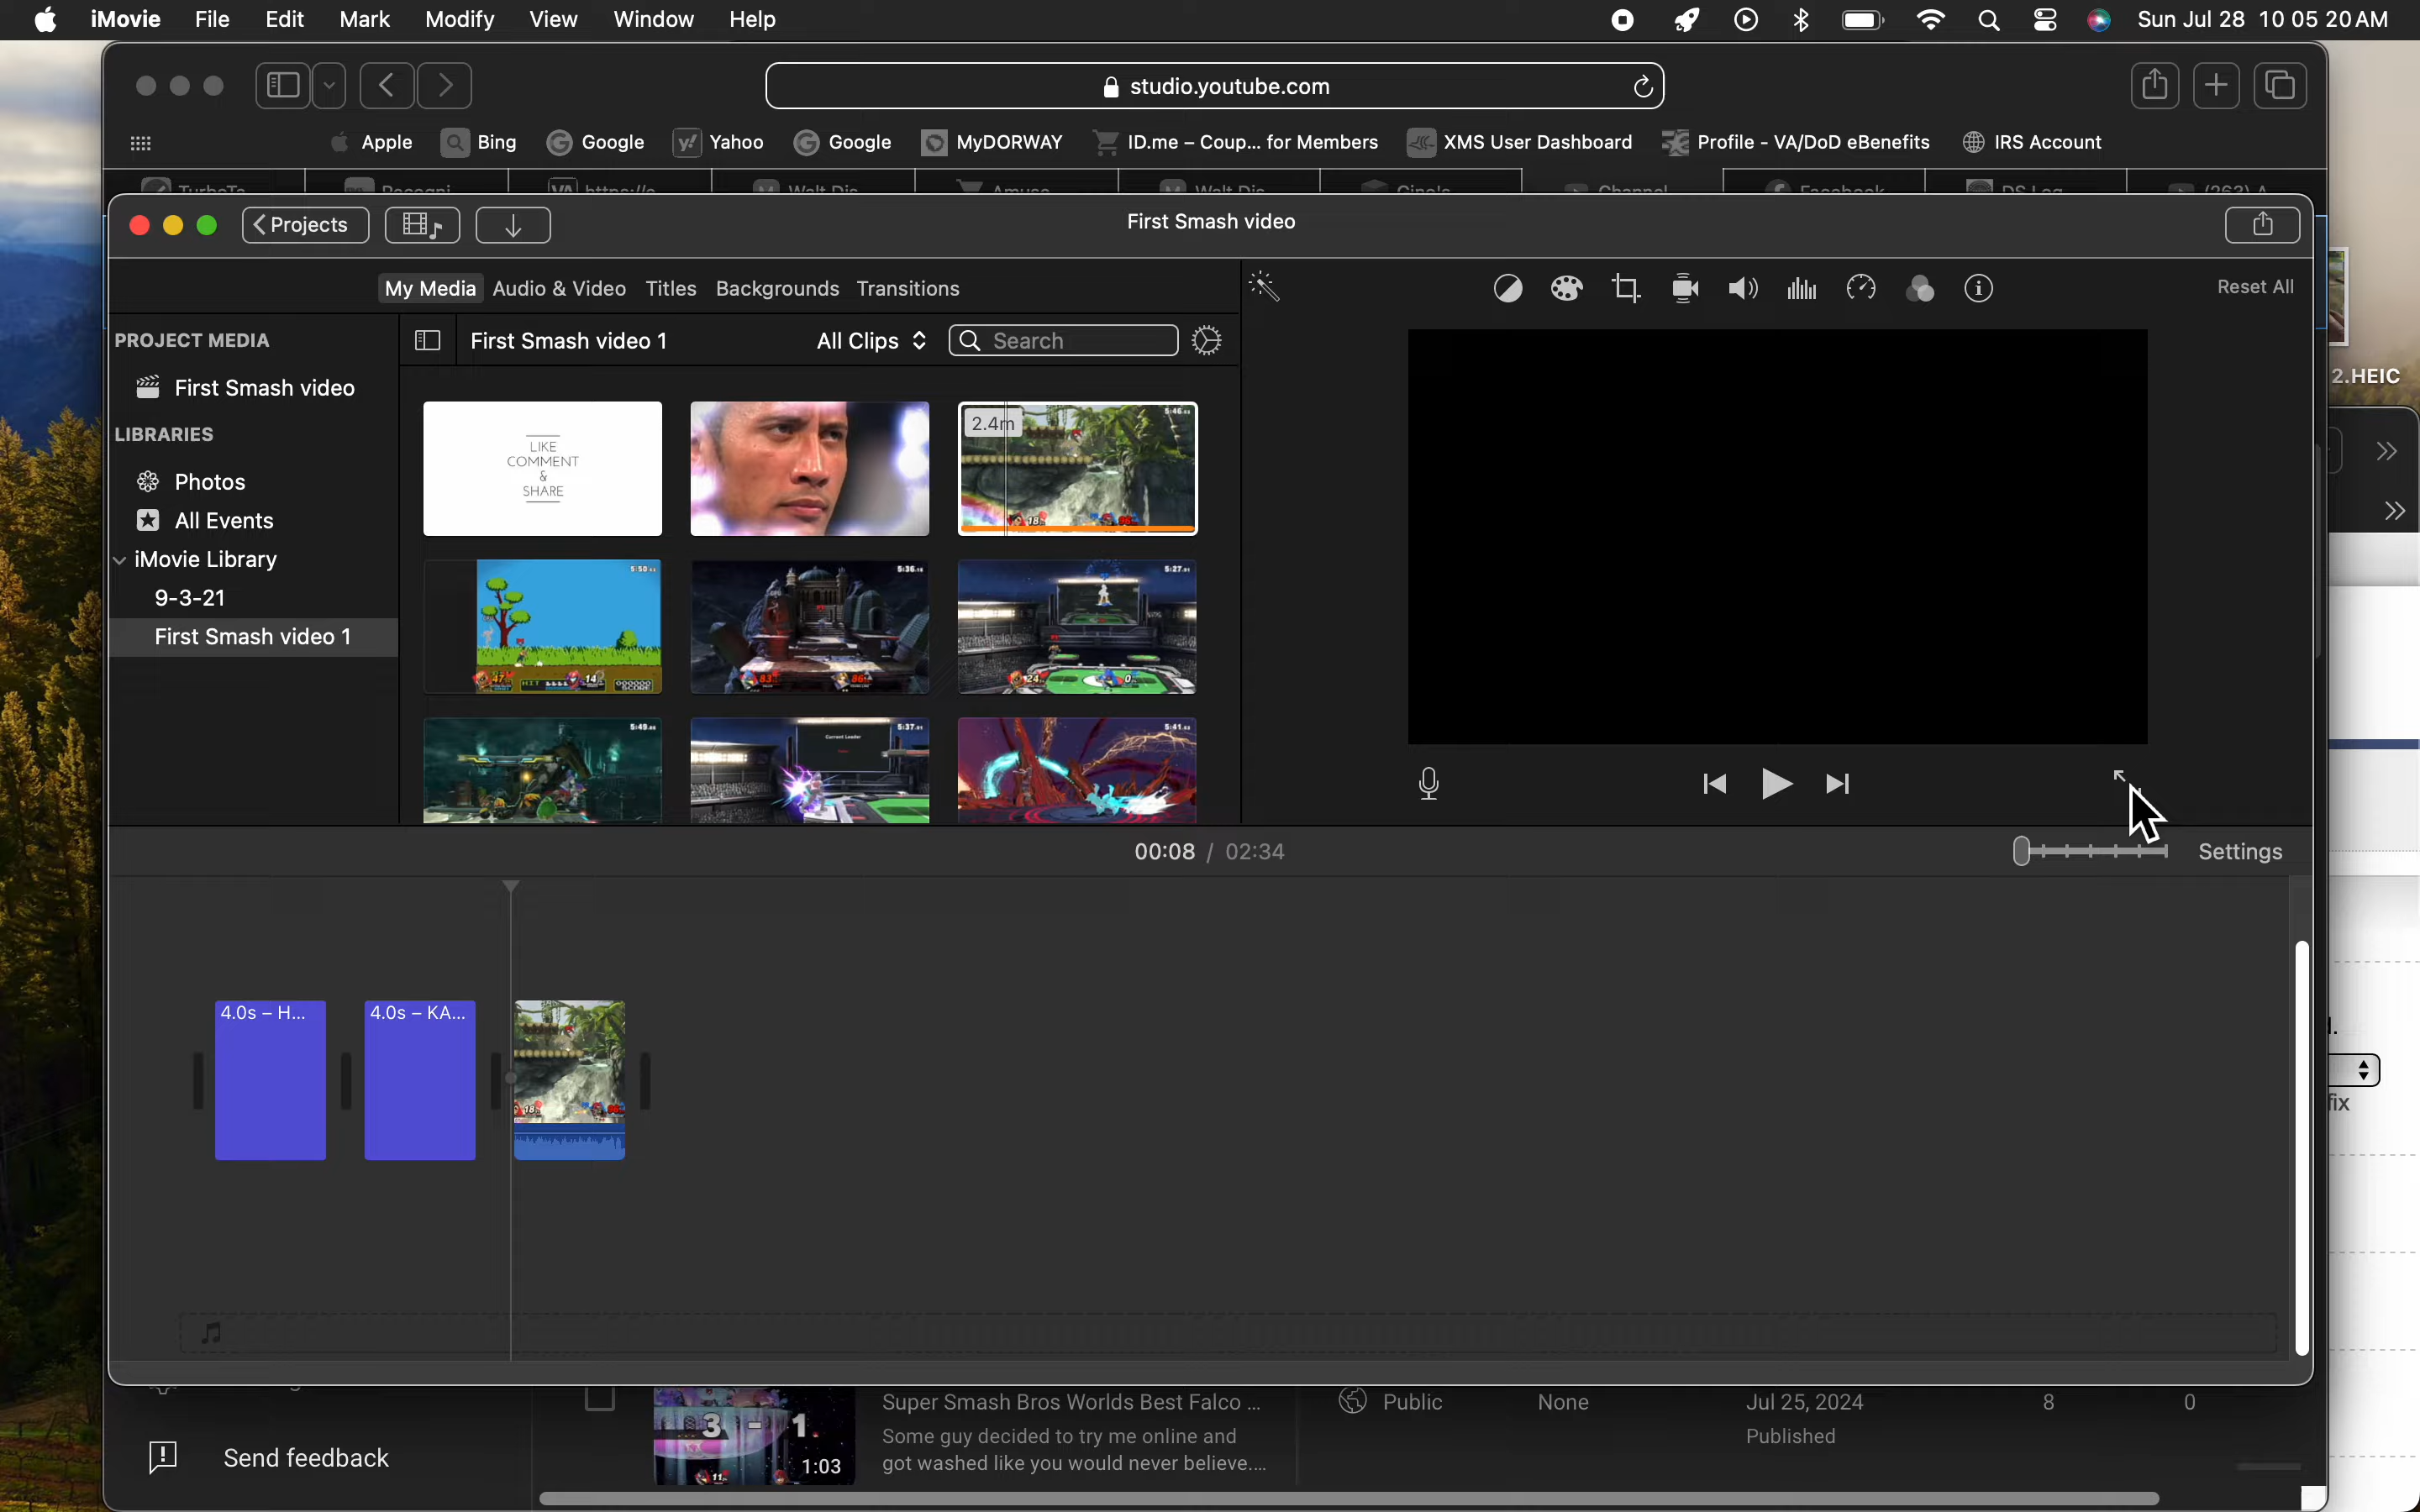 iMovie File Edit Mark Modify View Window Help Sun Jul 28 10 05 20 AM
studio.youtube.com
Apple Bing Google Yahoo Google MyDORWAY ID.me – Coup... for Members XMS User Dashboard Profile - VA/DoD eBenefits IRS Account
Projects First Smash video
My Media Audio & Video Titles Backgrounds Transitions Reset All
PROJECT MEDIA
First Smash video 1 All Clips Search
2.HEIC
First Smash video
LIBRARIES
Photos
All Events
iMovie Library
9-3-21
First Smash video 1
LIKE
COMMENT
&
SHARE
2.4m
Current Leader
00:08 / 02:34 Settings
4.0s – H... 4.0s – KA...
fix
Super Smash Bros Worlds Best Falco ... Public None Jul 25, 2024 8 0
Some guy decided to try me online and Published
got washed like you would never believe....
3 - 1
1:03
Send feedback